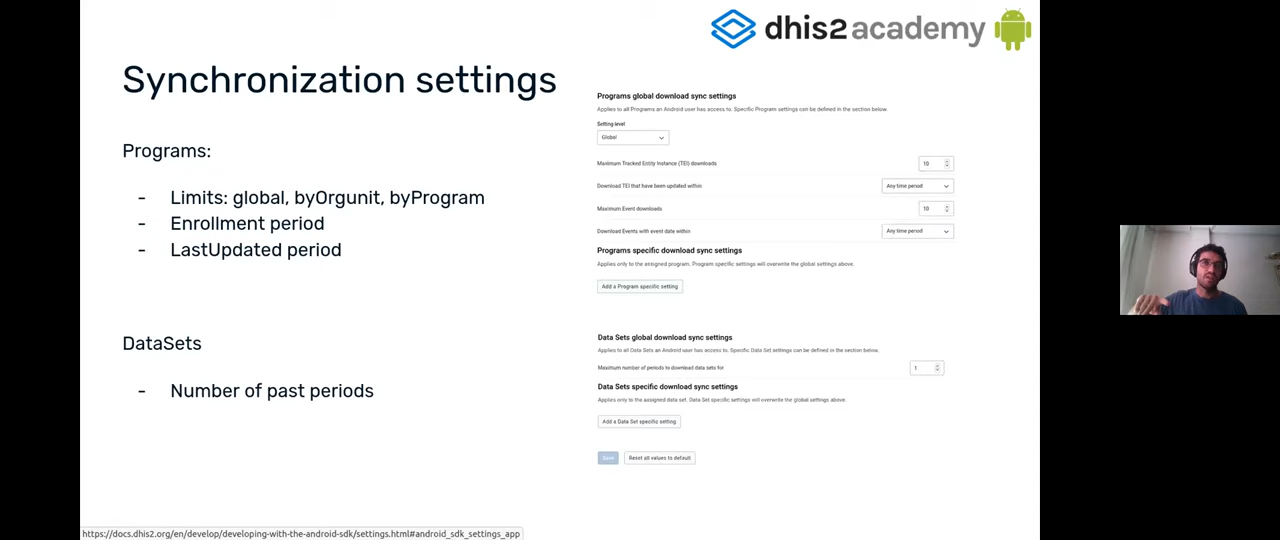 dhis2 academy
Synchronization settings
Programs:
- Limits: global, byOrgunit, byProgram
- Enrollment period
- LastUpdated period
DataSets
- Number of past periods
Programs global download sync settings
Applies to all Programs an Android user has access to. Specific Program settings can be defined in the section below.
Setting level
Global
Maximum Tracked Entity Instance (TEI) downloads
10
Download TEI that have been updated within
Any time period
Maximum Event downloads
10
Download Events with event date within
Any time period
Programs specific download sync settings
Applies only to the assigned program. Program specific settings will overwrite the global settings above.
Add a Program specific setting
Data Sets global download sync settings
Applies to all Data Sets an Android user has access to. Specific Data Set settings can be defined in the section below.
Maximum number of periods to download data sets for
1
Data Sets specific download sync settings
Applies only to the assigned data set. Data Set specific settings will overwrite the global settings above.
Add a Data Set specific setting
Save
Reset all values to default
https://docs.dhis2.org/en/develop/developing-with-the-android-sdk/settings.html#android_sdk_settings_app